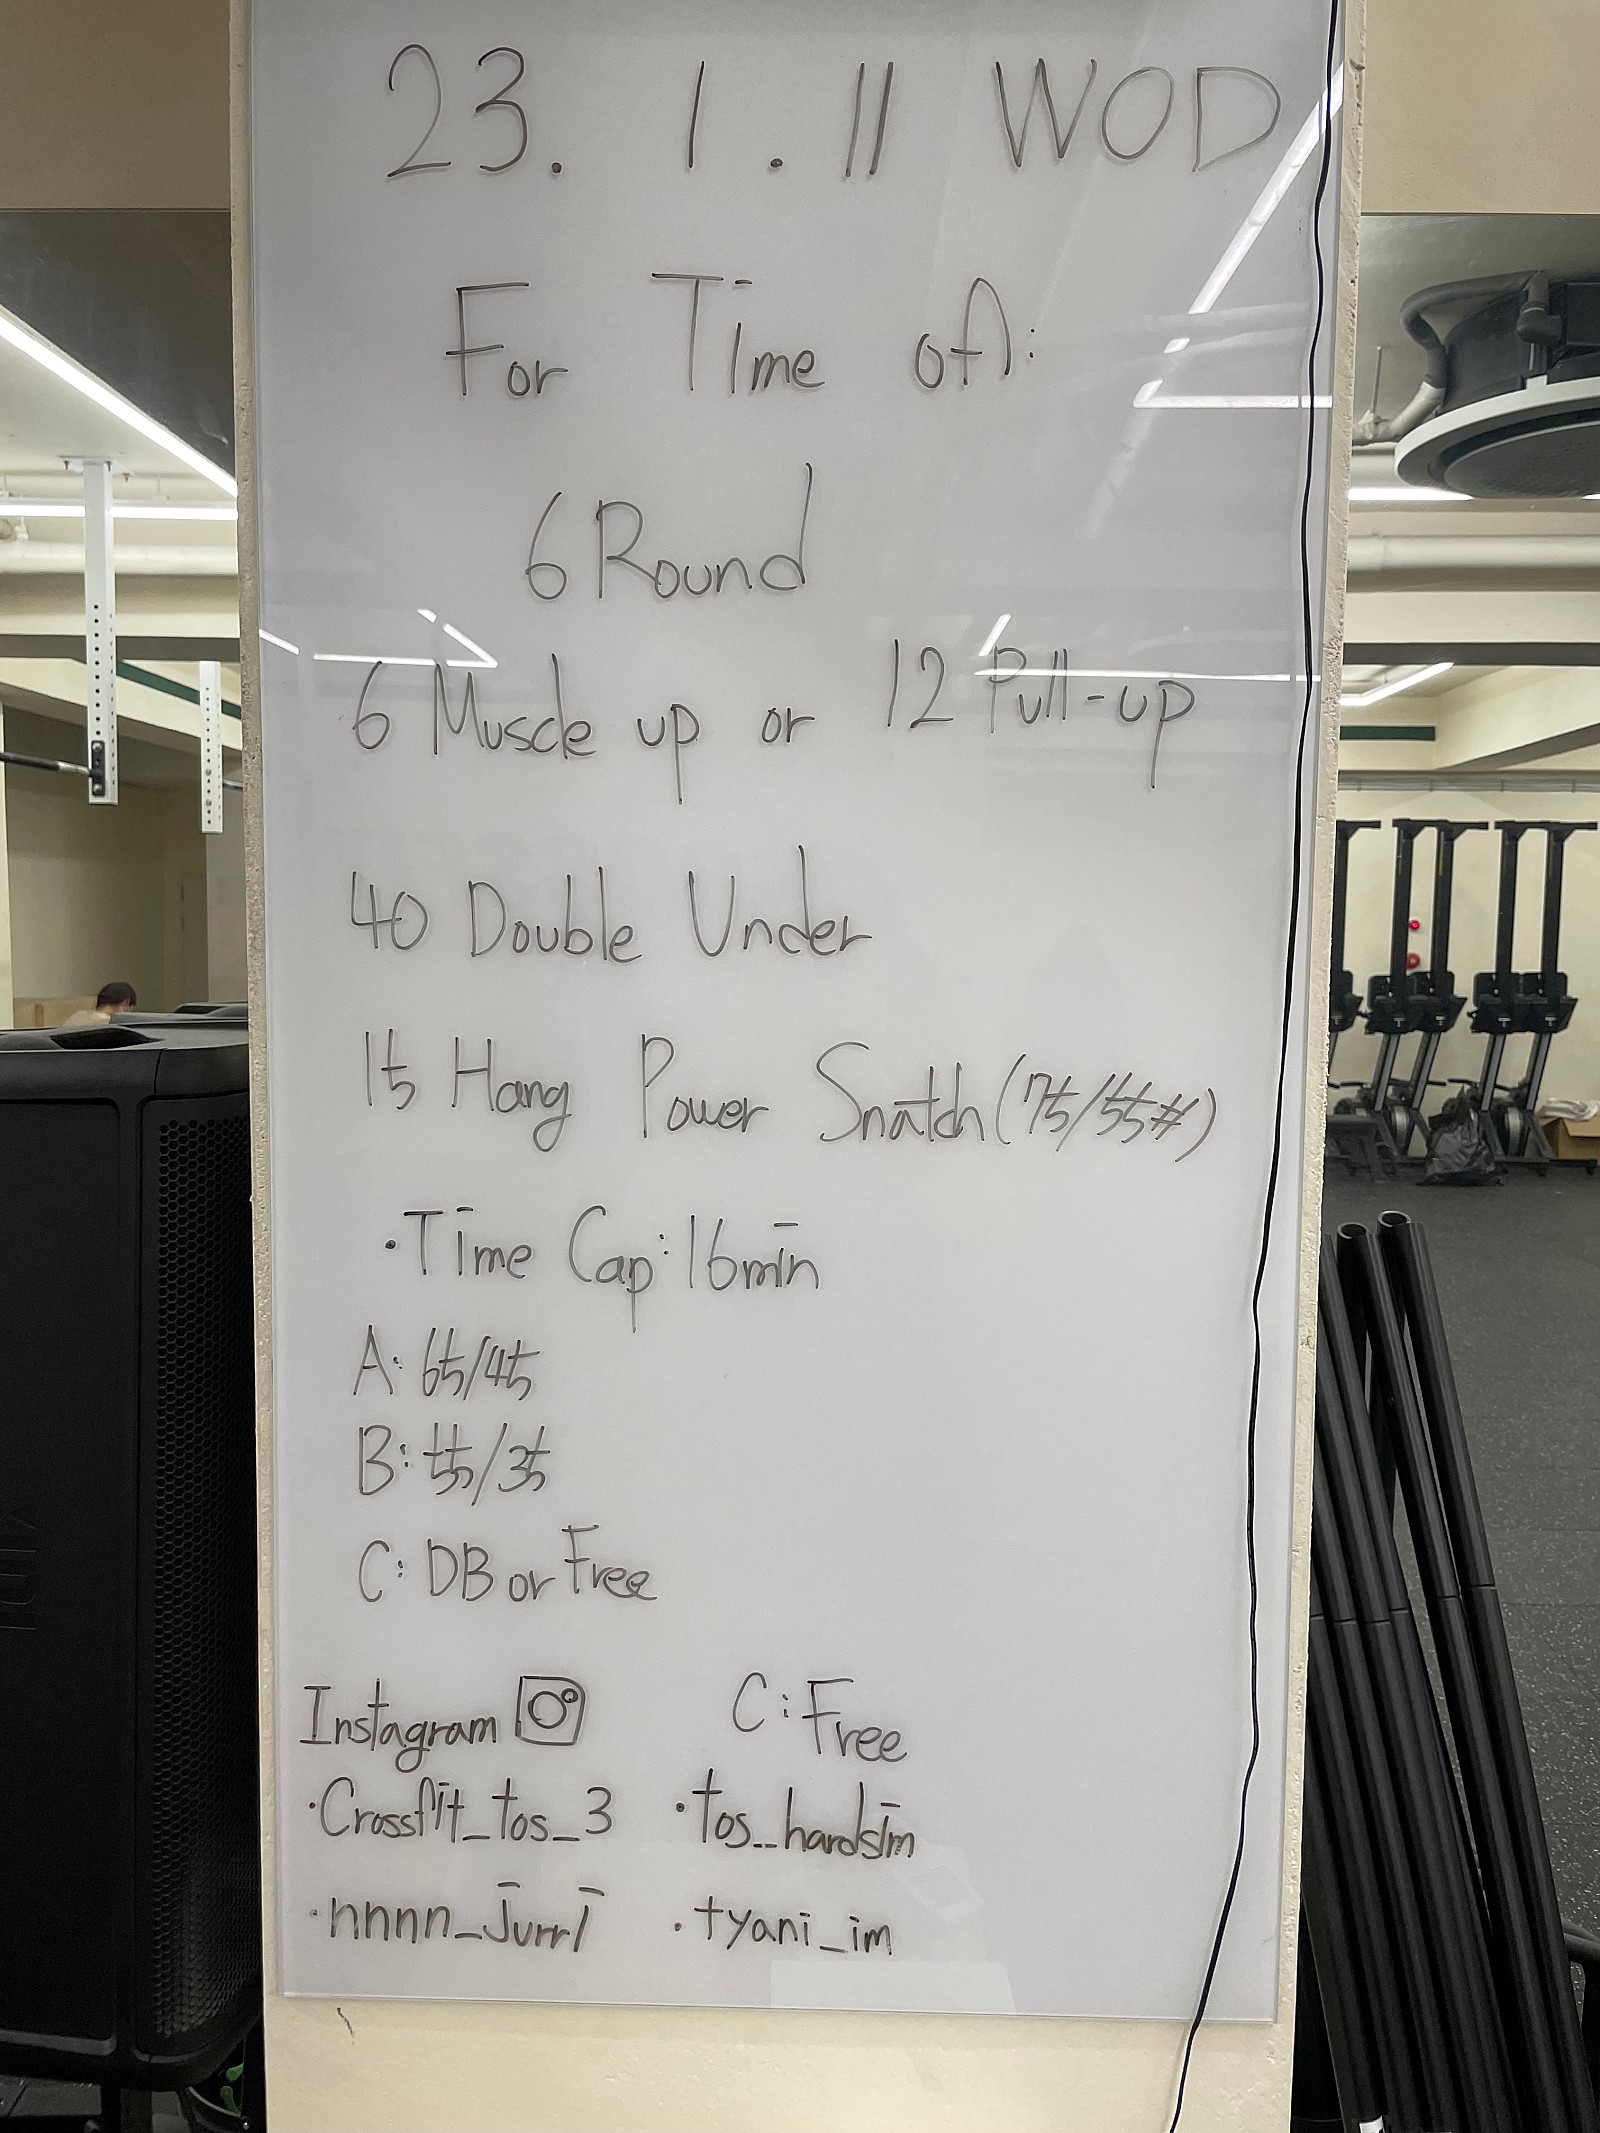 23. 1. 11 WOD
For Time of:
6 Round
6 Muscle up or 12 Pull-up
40 Double Under
15 Hang Power Snatch (75/55#)
•Time Cap: 16min
A: 65/45
B: 55/35
C: DB or Free
Instagram C: Free
•Crossfit_tos_3 •tos_hardsim
•nnnn_jurrl •tyani_im